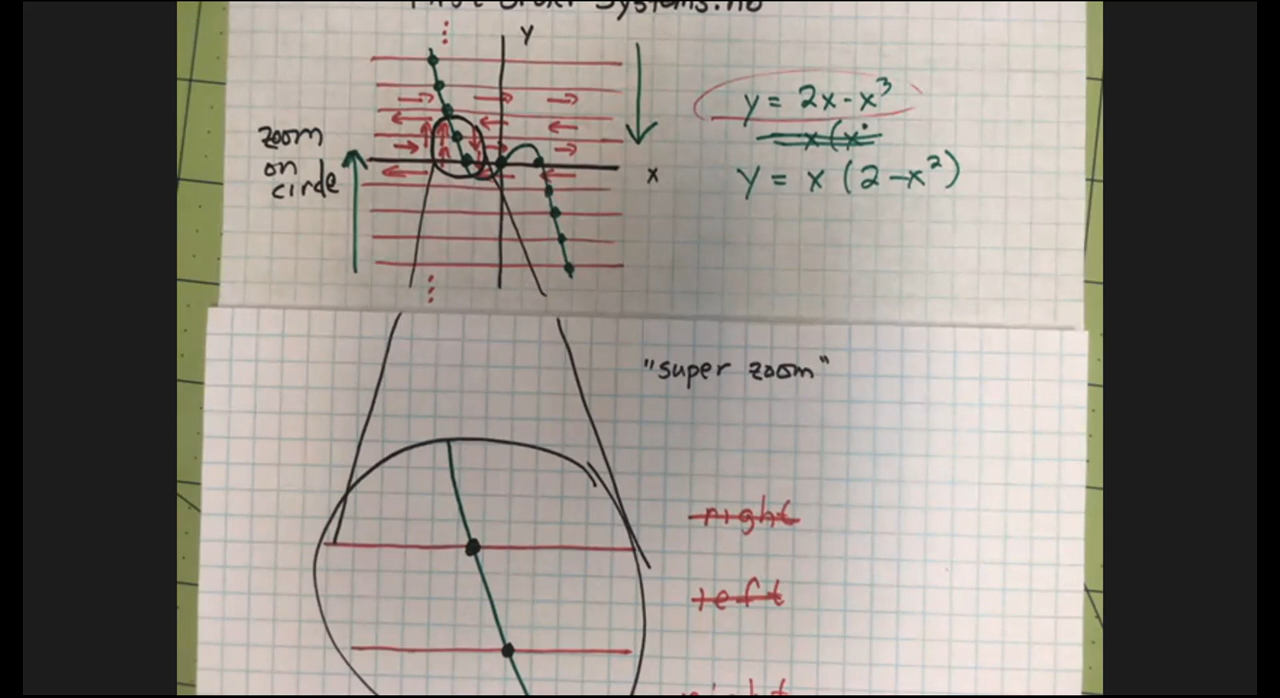 y
y = 2x - x³
zoom
on
circle
x
y = x (2 - x²)
"super zoom"
right
left